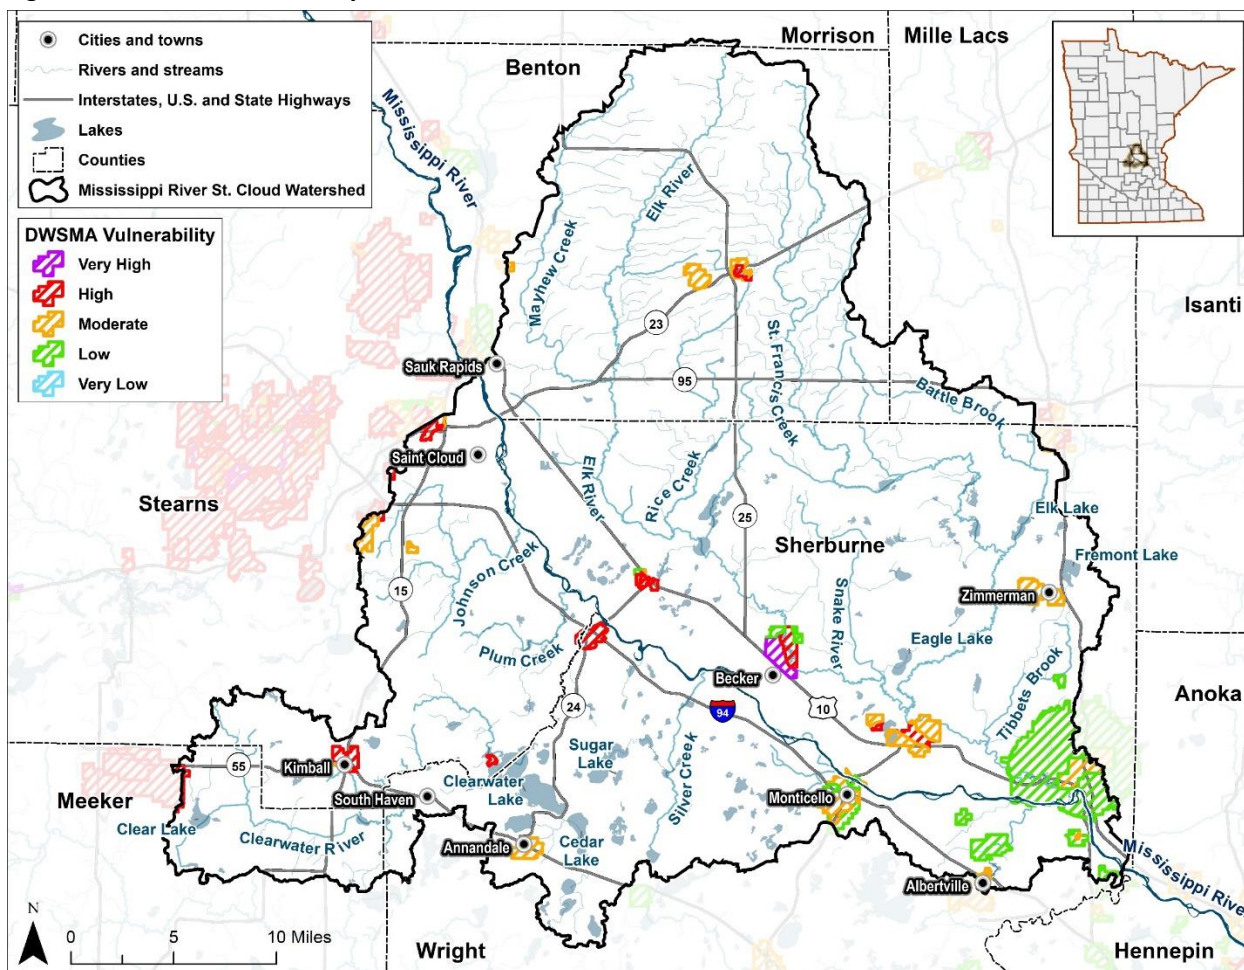 Morrison
Mille Lacs
Benton
Isanti
Stearns
Sherburne
Anoka
Meeker
Wright
Hennepin
Cities and towns
Rivers and streams
Interstates, U.S. and State Highways
Lakes
Counties
Mississippi River St. Cloud Watershed
DWSMA Vulnerability
Very High
High
Moderate
Low
Very Low
Mississippi River
Mayhew Creek
Elk River
St. Francis Creek
Battle Brook
23
95
Sauk Rapids
Saint Cloud
Elk River
Rice Creek
25
Elk Lake
Fremont Lake
Zimmerman
Johnson Creek
15
Plum Creek
Snake River
Eagle Lake
Tibbets Brook
Becker
24
94
10
Sugar
Lake
Silver Creek
Monticello
55
Kimball
South Haven
Clearwater
Lake
Clear Lake
Clearwater River
Annandale
Cedar
Lake
Albertville
Mississippi River
N
0 5 10 Miles